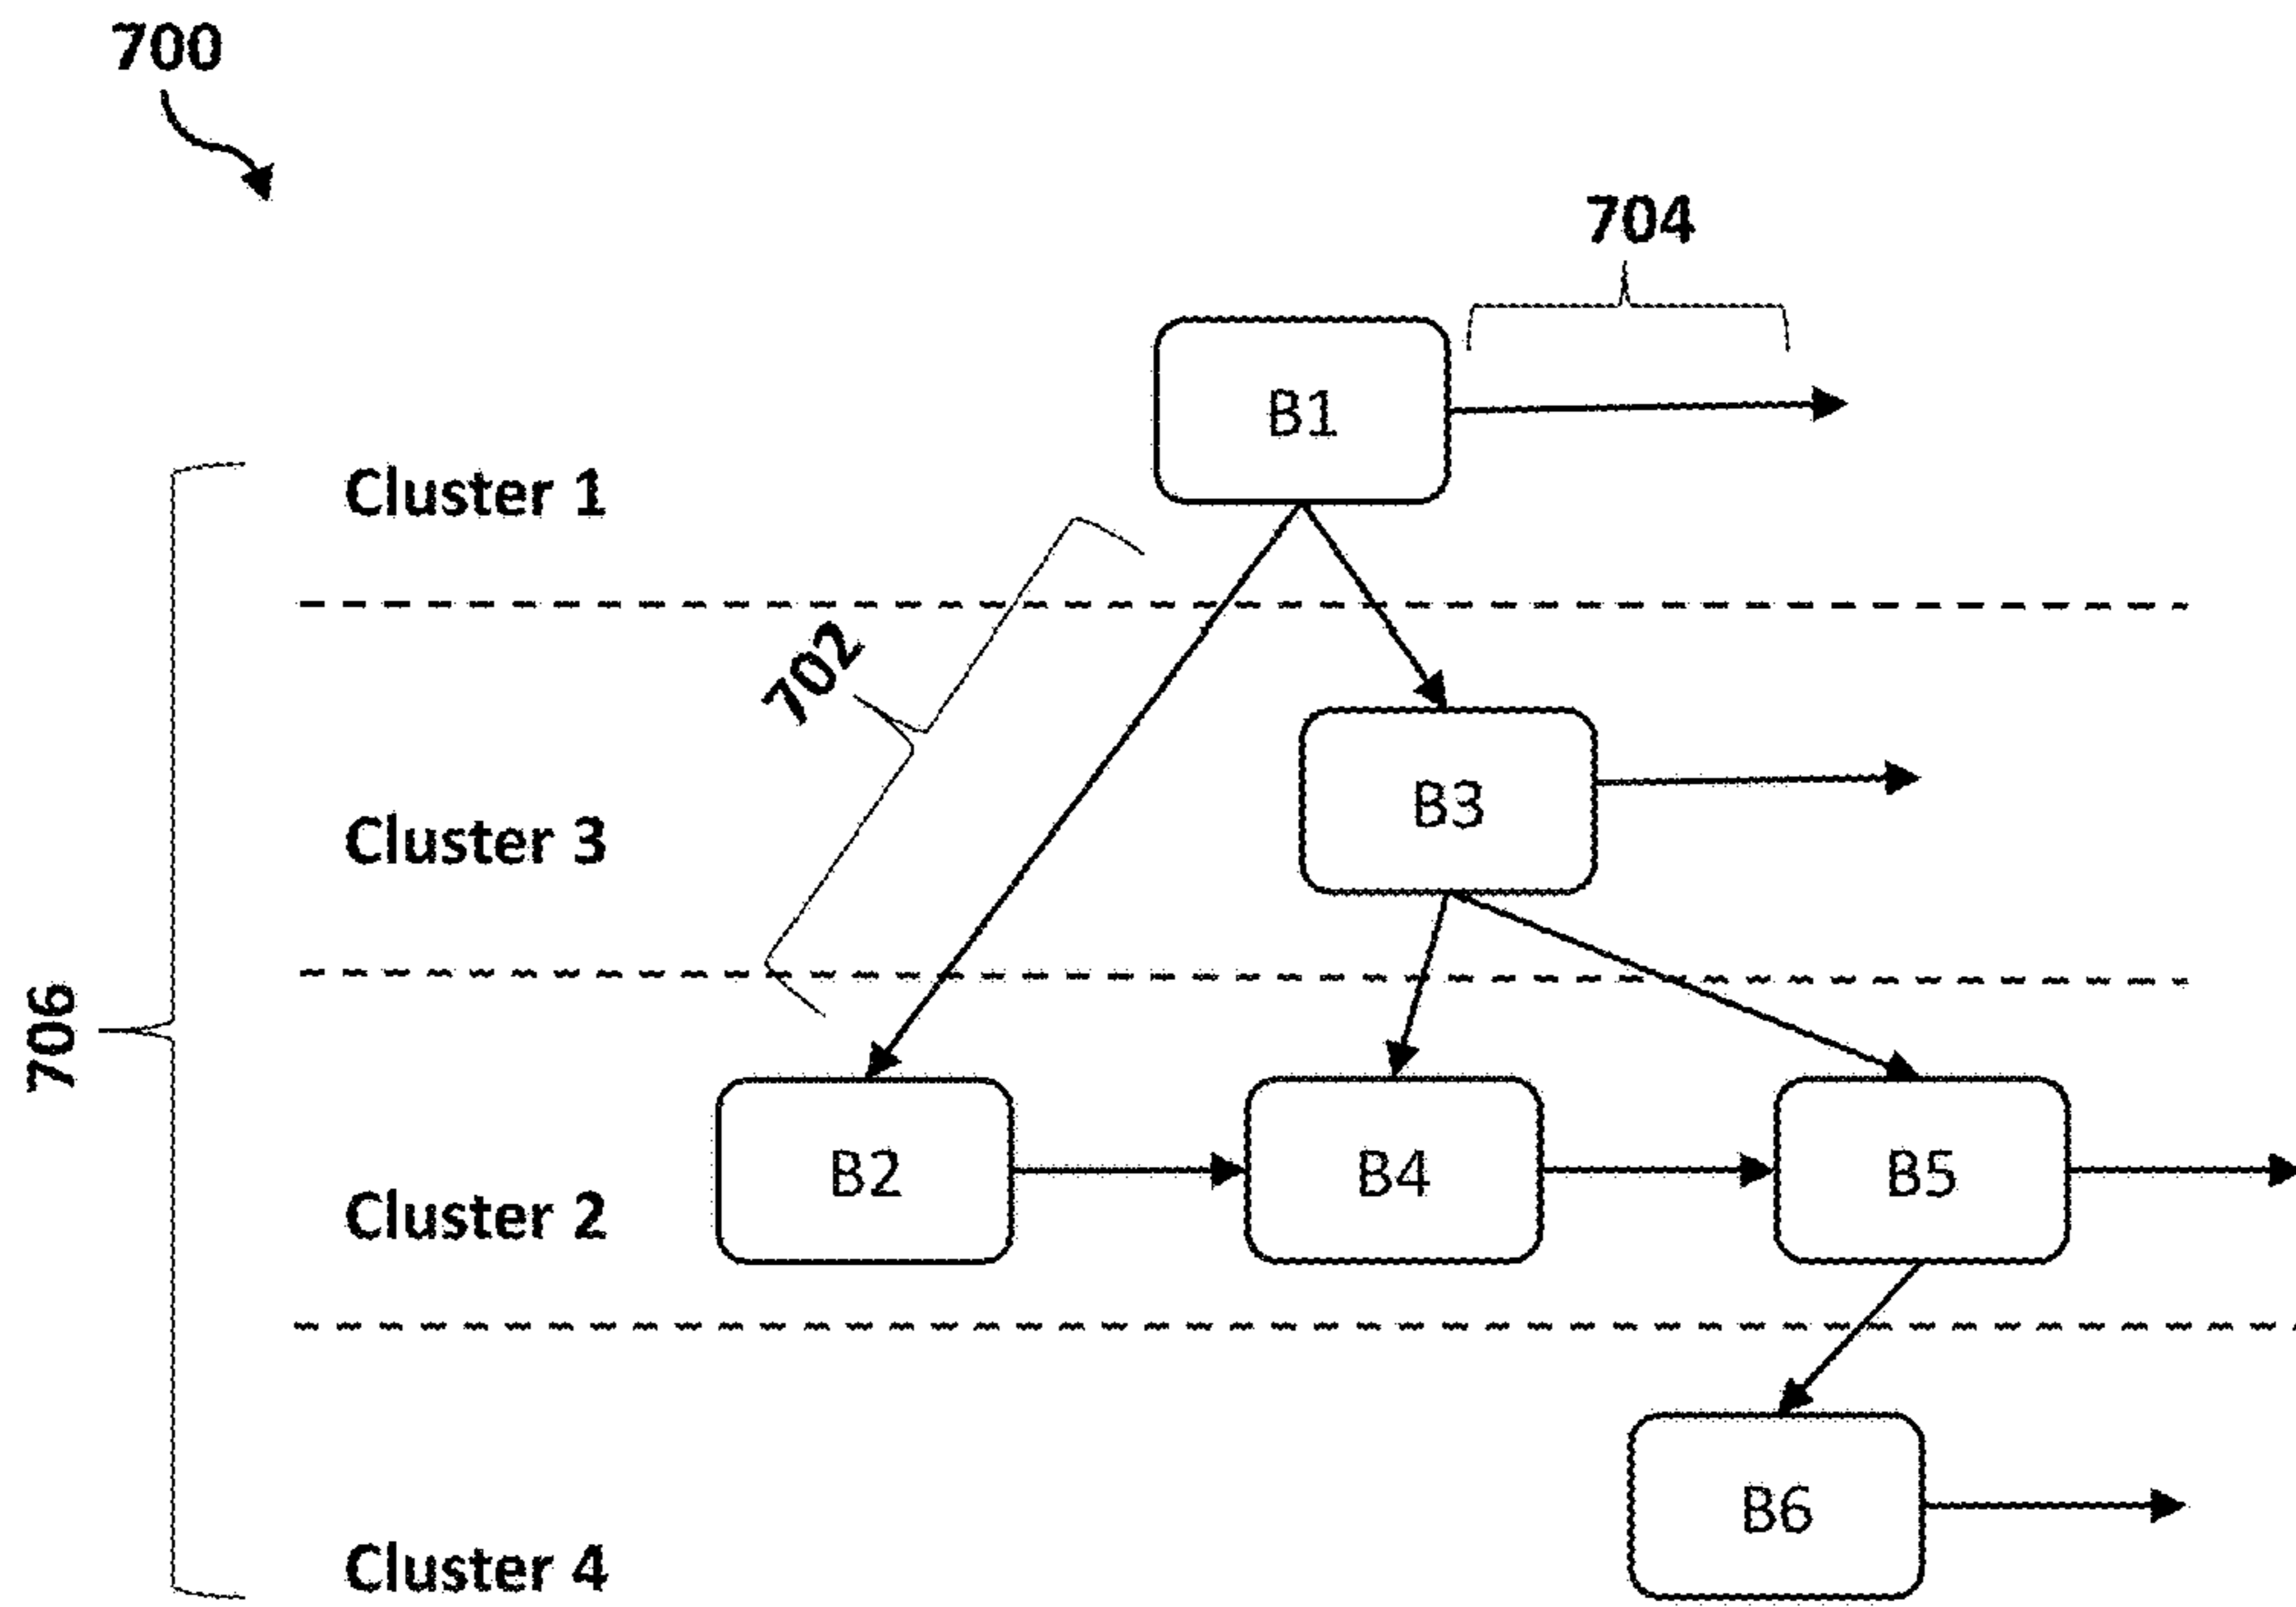 700
704
B1
Cluster 1
702
B3
Cluster 3
706
B2
B4
B5
Cluster 2
B6
Cluster 4